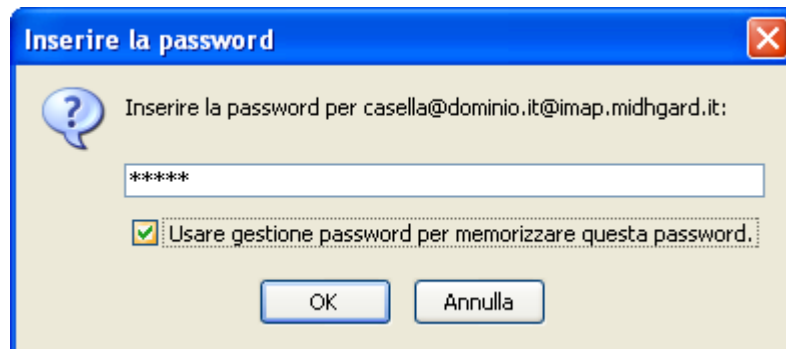 Inserire la password
Inserire la password per casella@dominio.it@imap.midhgard.it:
*****
Usare gestione password per memorizzare questa password.
OK
Annulla